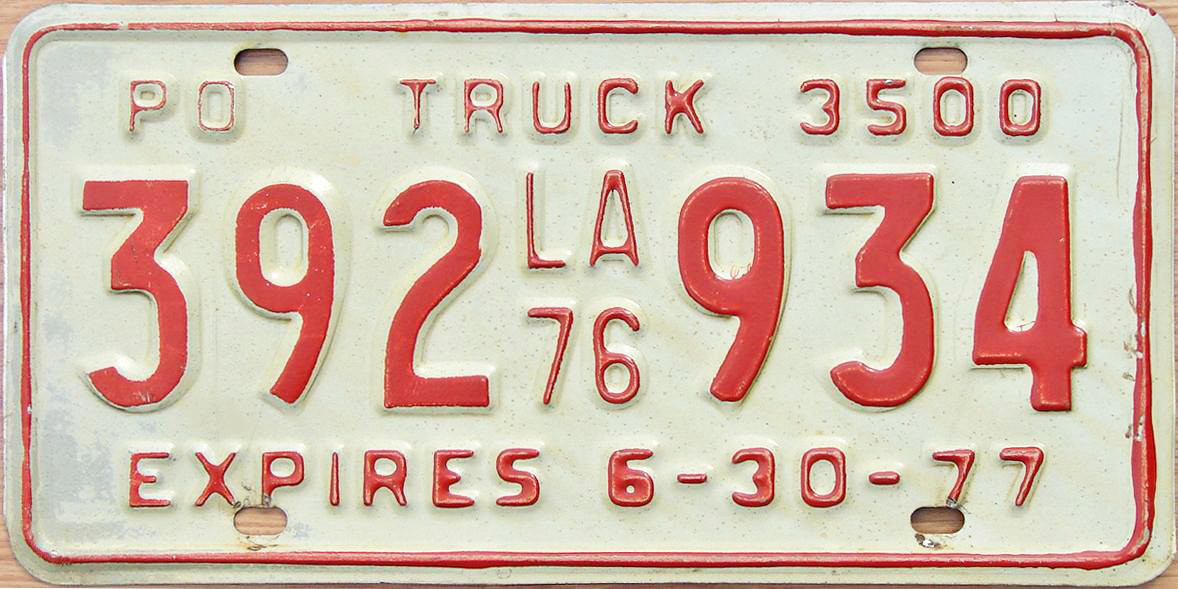 PO TRUCK 3500
392 LA 76 934
EXPIRES 6-30-77